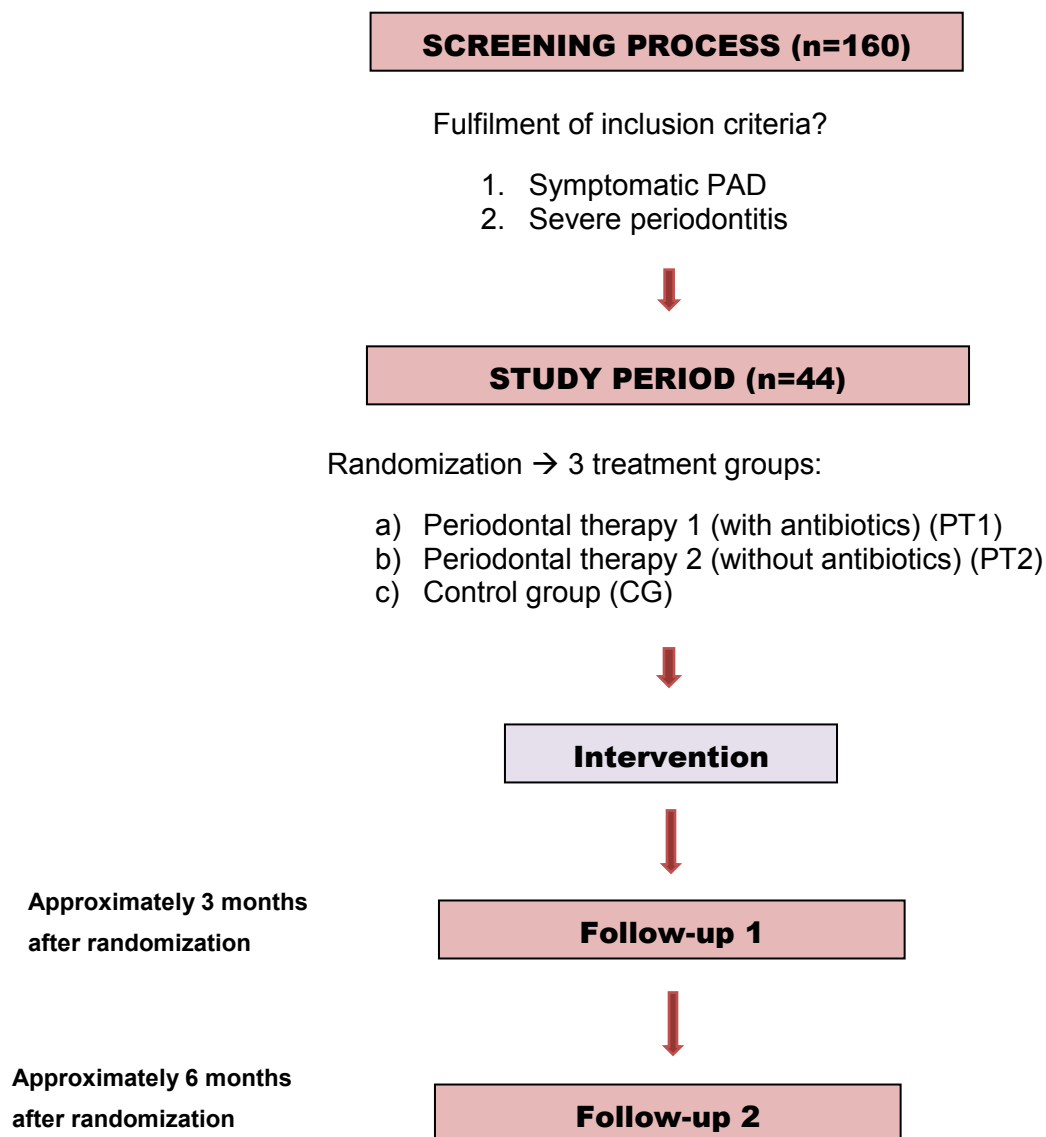 SCREENING PROCESS (n=160)
Fulfilment of inclusion criteria?
1. Symptomatic PAD
2. Severe periodontitis
STUDY PERIOD (n=44)
Randomization → 3 treatment groups:
a) Periodontal therapy 1 (with antibiotics) (PT1)
b) Periodontal therapy 2 (without antibiotics) (PT2)
c) Control group (CG)
Intervention
Approximately 3 months
after randomization
Follow-up 1
Approximately 6 months
after randomization
Follow-up 2